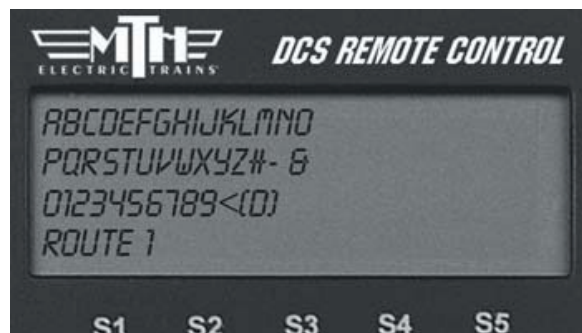 MTH
ELECTRIC TRAINS
DCS REMOTE CONTROL
ABCDEFGHIJKLMNO
PQRSTUVWXYZ#- &
0123456789<(D)
ROUTE 1
S1 S2 S3 S4 S5